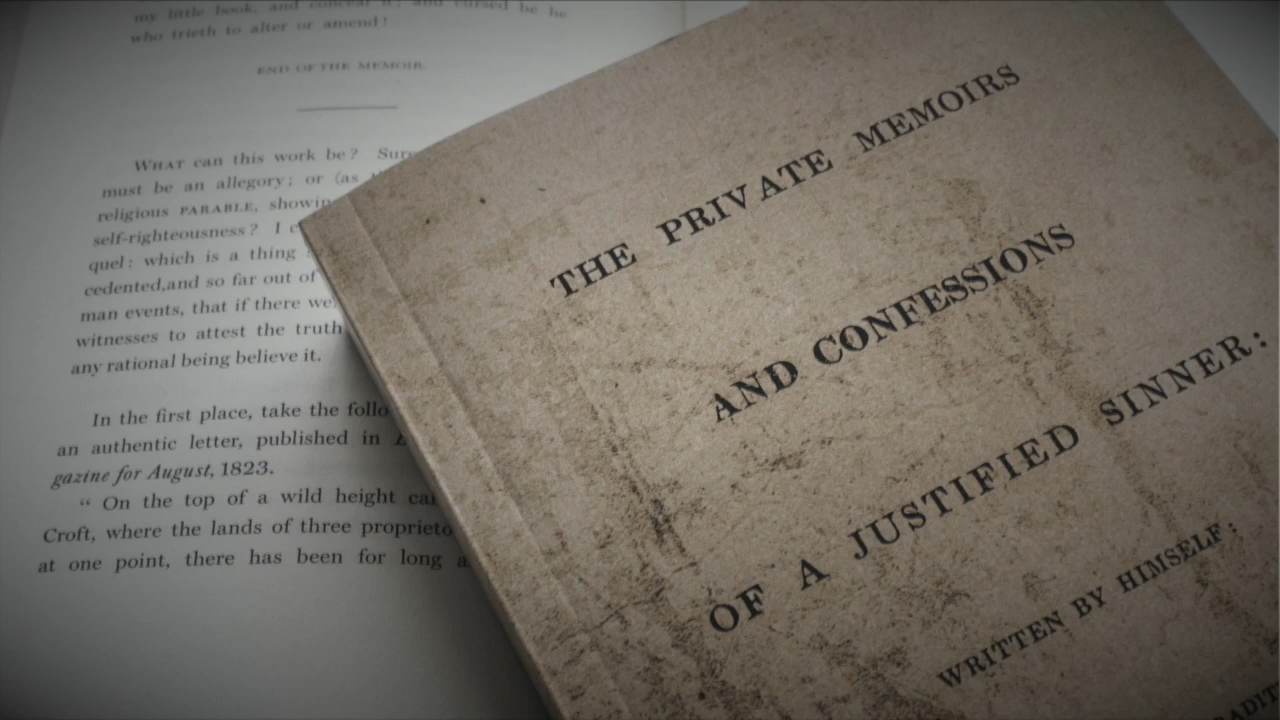 my little book, and conceal it; and cursed be he
who trieth to alter or amend!
END OF THE MEMOIR.
WHAT can this work be? Sure
must be an allegory; or (as
religious PARABLE, showin
self-righteousness? I c
quel: which is a thing
cedented,and so far out of
man events, that if there we
witnesses to attest the truth
any rational being believe it.
In the first place, take the follo
an authentic letter, published in
gazine for August, 1823.
“ On the top of a wild height ca
Croft, where the lands of three proprieto
at one point, there has been for long a
THE PRIVATE MEMOIRS
AND CONFESSIONS
OF A JUSTIFIED SINNER:
WRITTEN BY HIMSELF: